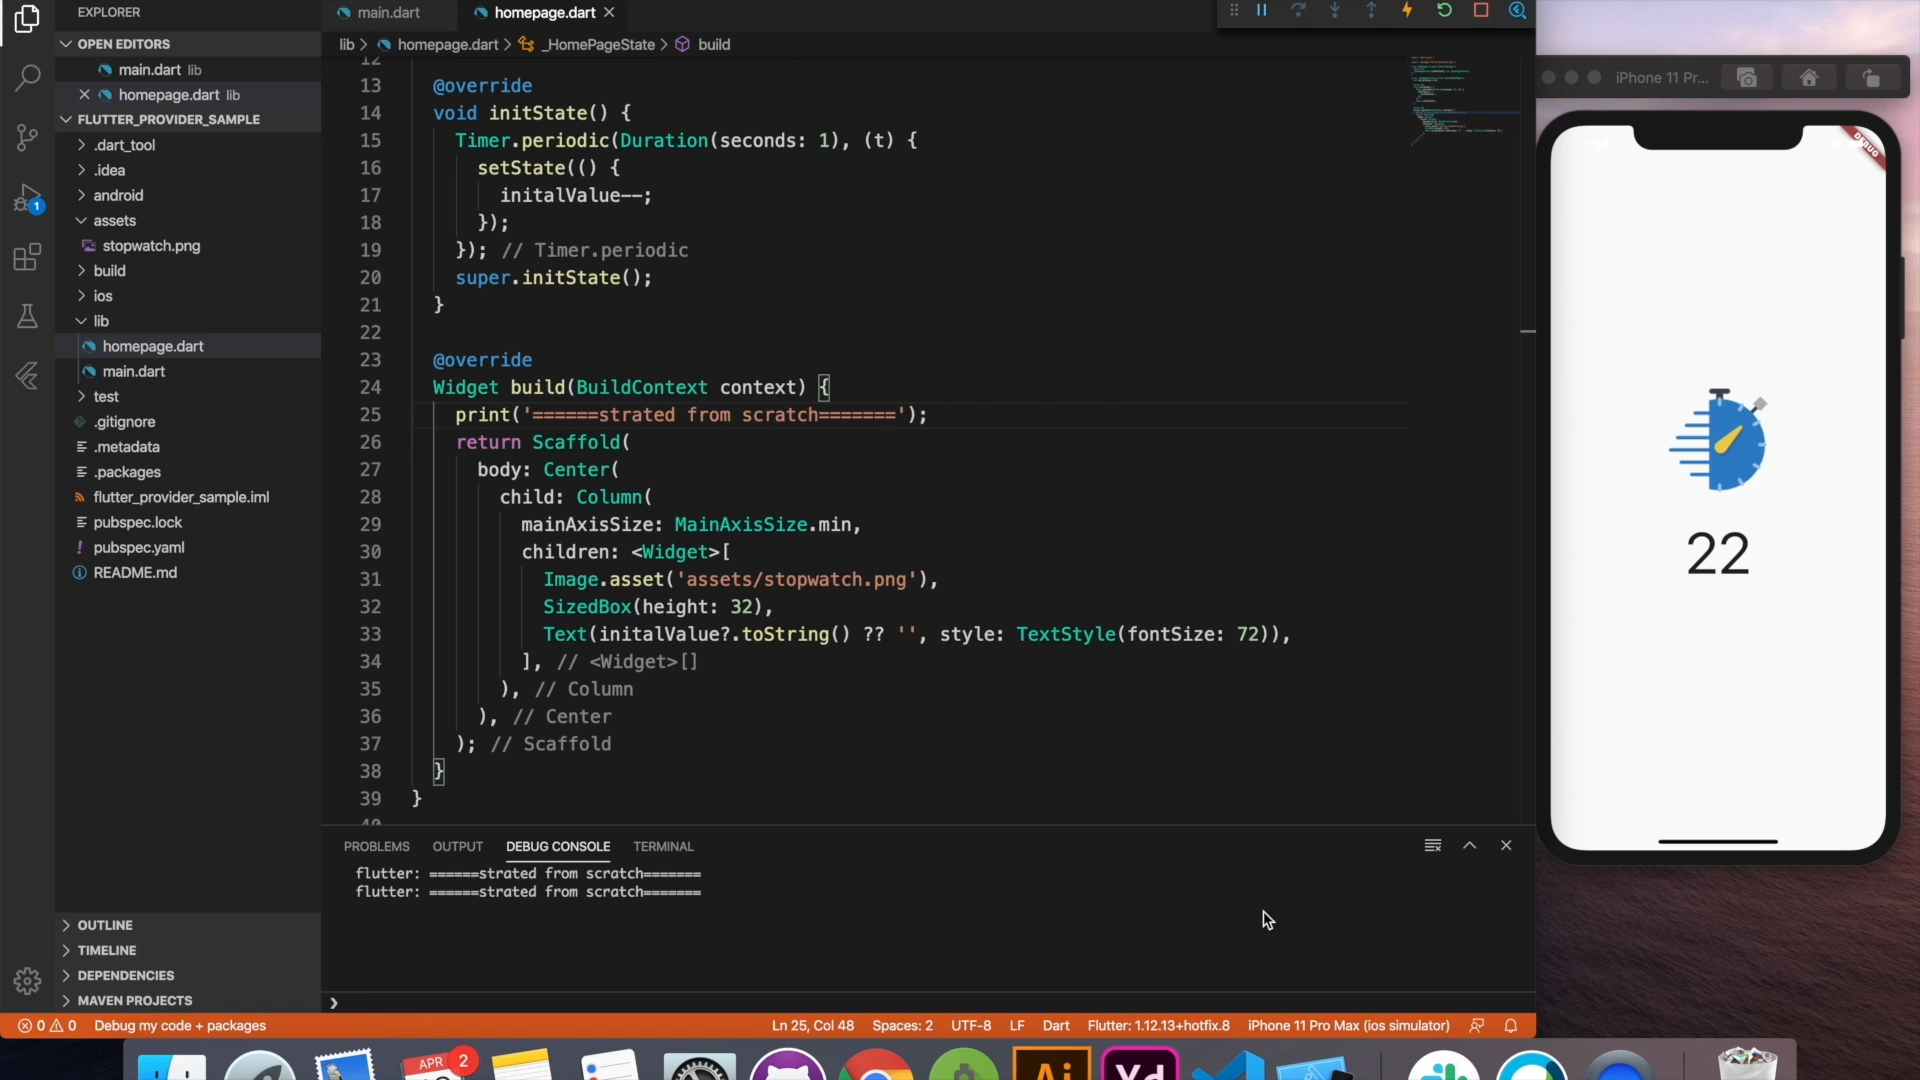 EXPLORER
OPEN EDITORS
main.dart lib
homepage.dart lib
FLUTTER_PROVIDER_SAMPLE
.dart_tool
.idea
android
assets
stopwatch.png
build
ios
lib
homepage.dart
main.dart
test
.gitignore
.metadata
.packages
flutter_provider_sample.iml
pubspec.lock
pubspec.yaml
README.md
OUTLINE
TIMELINE
DEPENDENCIES
MAVEN PROJECTS
1
main.dart
homepage.dart
lib > homepage.dart > _HomePageState > build
12
13 @override
14 void initState() {
15 Timer.periodic(Duration(seconds: 1), (t) {
16 setState(() {
17 initalValue--;
18 });
19 }); // Timer.periodic
20 super.initState();
21 }
22
23 @override
24 Widget build(BuildContext context) {
25 print('======strated from scratch=======');
26 return Scaffold(
27 body: Center(
28 child: Column(
29 mainAxisSize: MainAxisSize.min,
30 children: <Widget>[
31 Image.asset('assets/stopwatch.png'),
32 SizedBox(height: 32),
33 Text(initalValue?.toString() ?? '', style: TextStyle(fontSize: 72)),
34 ], // <Widget>[]
35 ), // Column
36 ), // Center
37 ); // Scaffold
38 }
39 }
40
PROBLEMS OUTPUT DEBUG CONSOLE TERMINAL
flutter: ======strated from scratch=======
flutter: ======strated from scratch=======
0 0 Debug my code + packages Ln 25, Col 48 Spaces: 2 UTF-8 LF Dart Flutter: 1.12.13+hotfix.8 iPhone 11 Pro Max (ios simulator)
iPhone 11 Pr...
DEBUG
22
APR 2
Ai
Xd